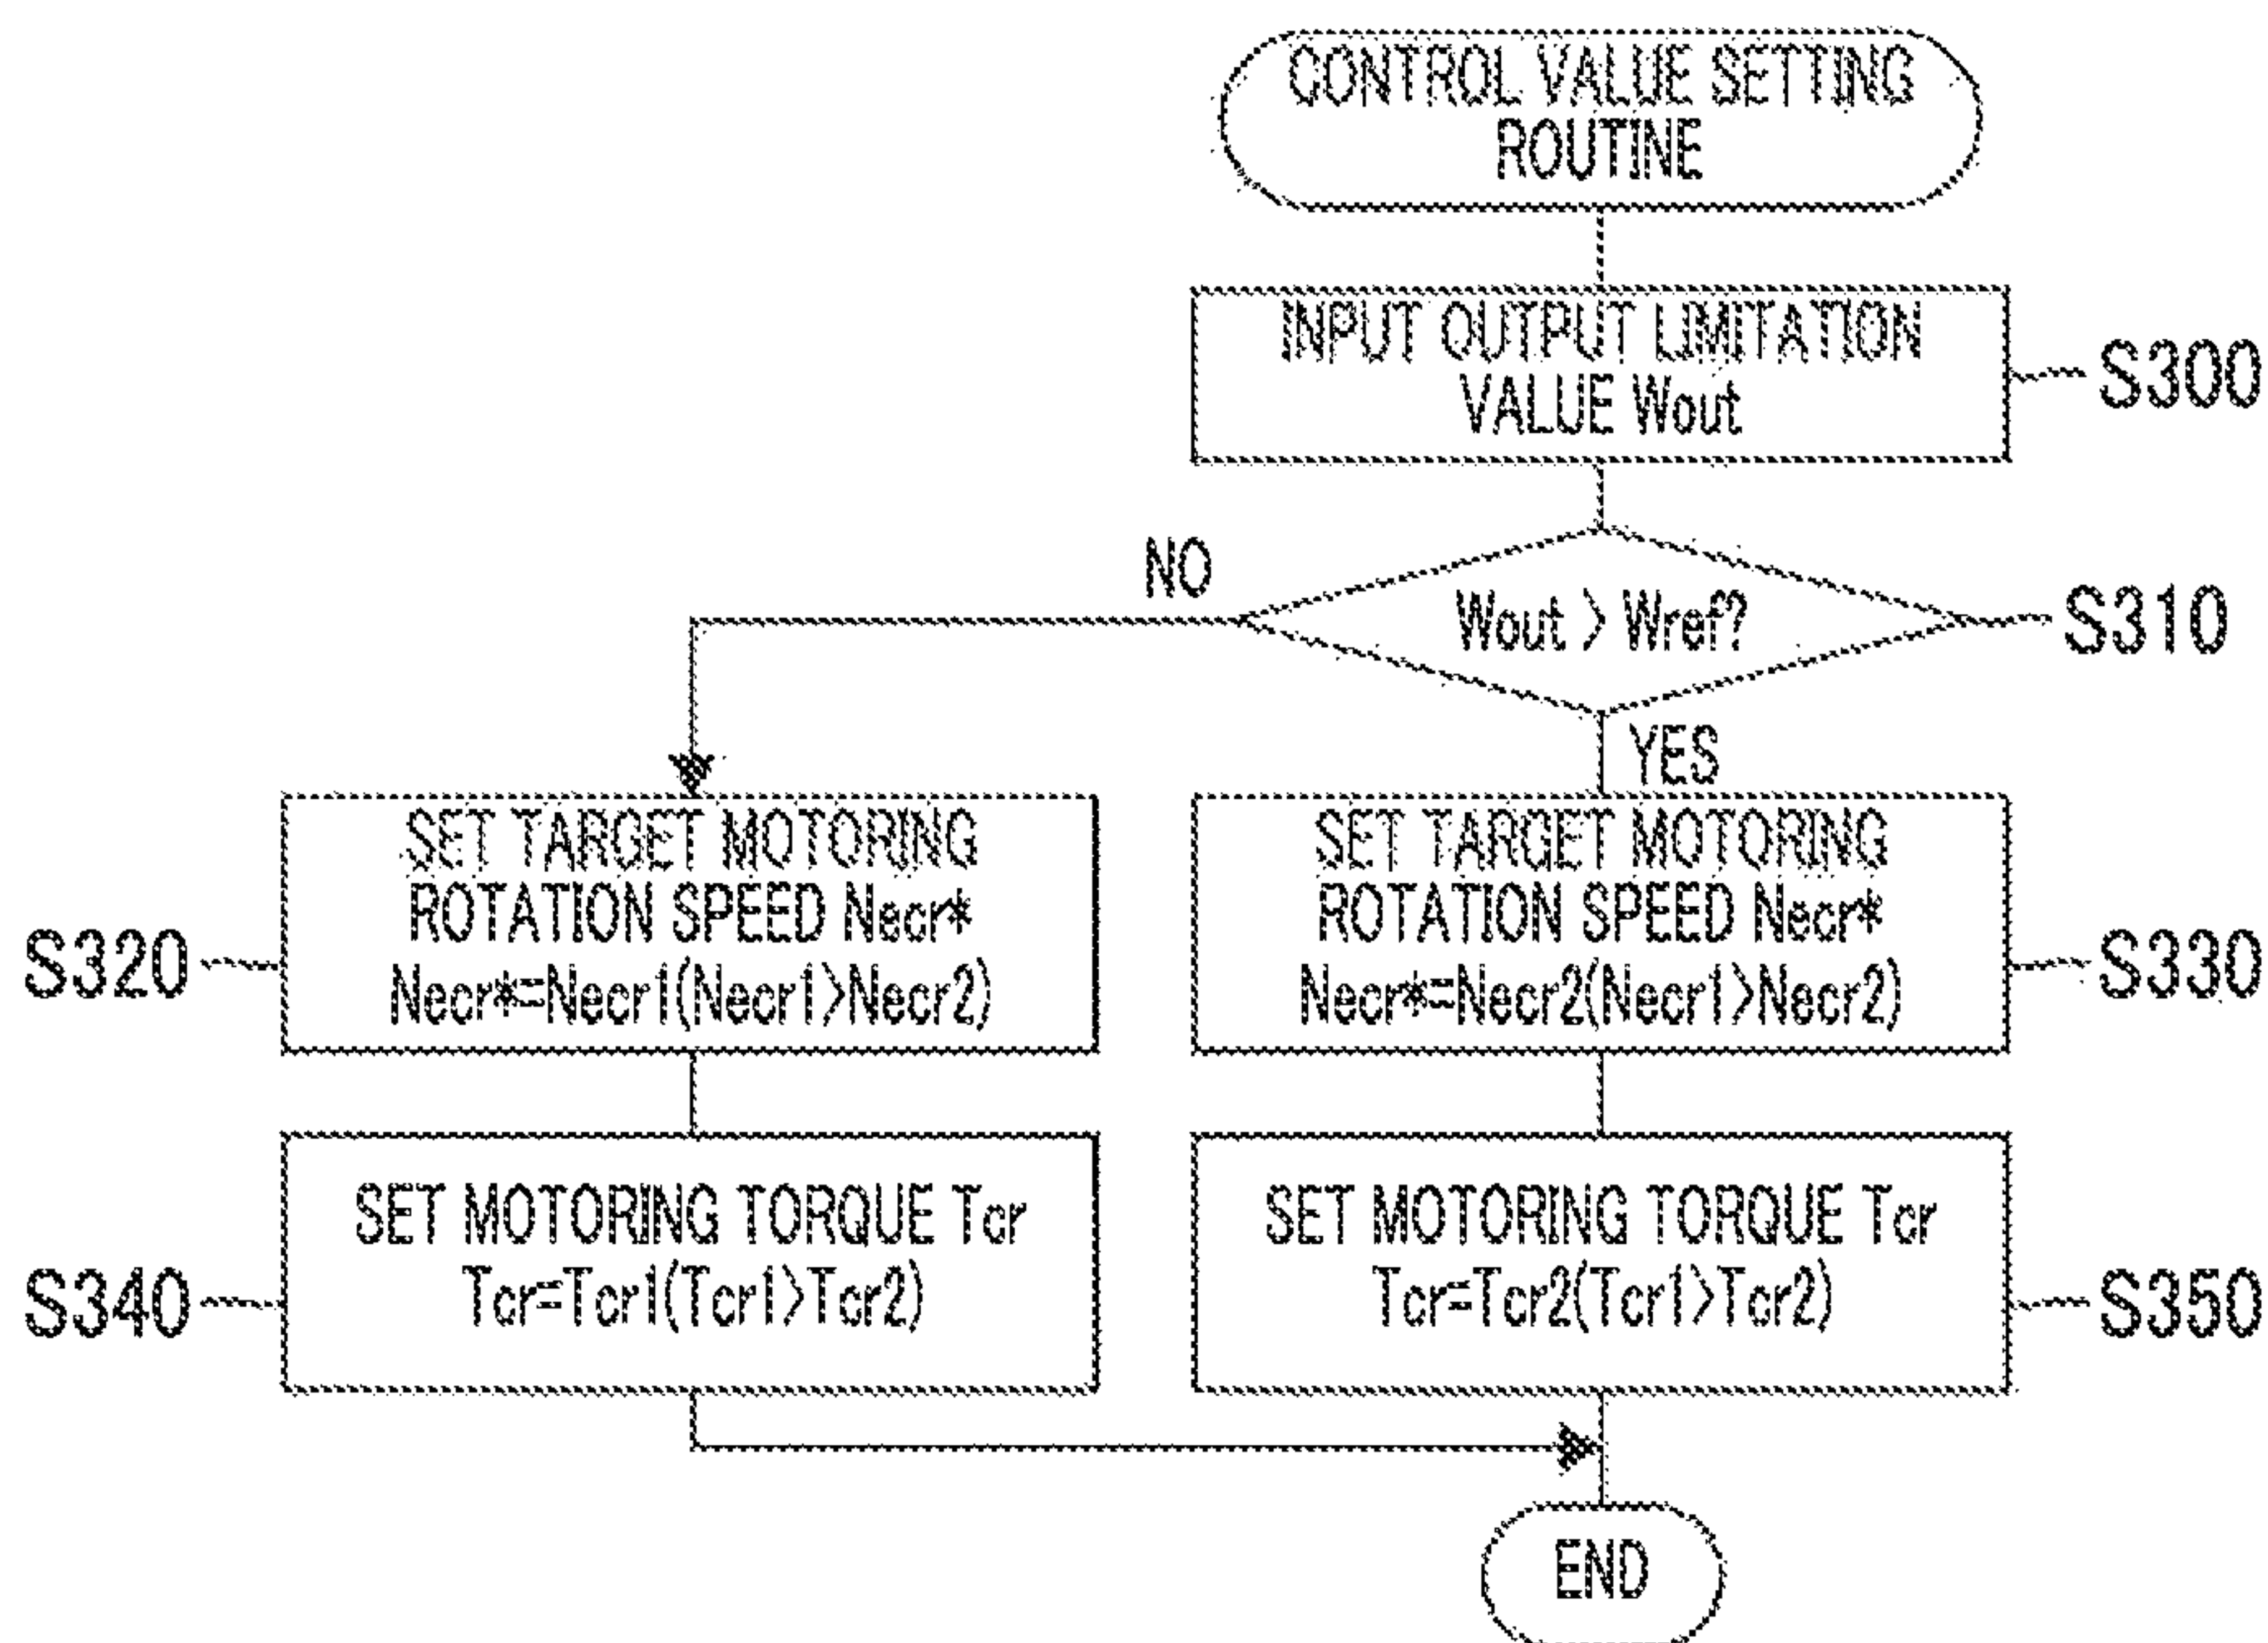 CONTROL VALUE SETTING
ROUTINE
INPUT OUTPUT LIMITATION
VALUE Wout
S300
NO
Wout > Wref?
S310
YES
SET TARGET MOTORING
ROTATION SPEED Necr*
Necr*=Necr1(Necr1>Necr2)
S320
SET TARGET MOTORING
ROTATION SPEED Necr*
Necr*=Necr2(Necr1>Necr2)
S330
SET MOTORING TORQUE Tcr
Tcr=Tcr1(Tcr1>Tcr2)
S340
SET MOTORING TORQUE Tcr
Tcr=Tcr2(Tcr1>Tcr2)
S350
END